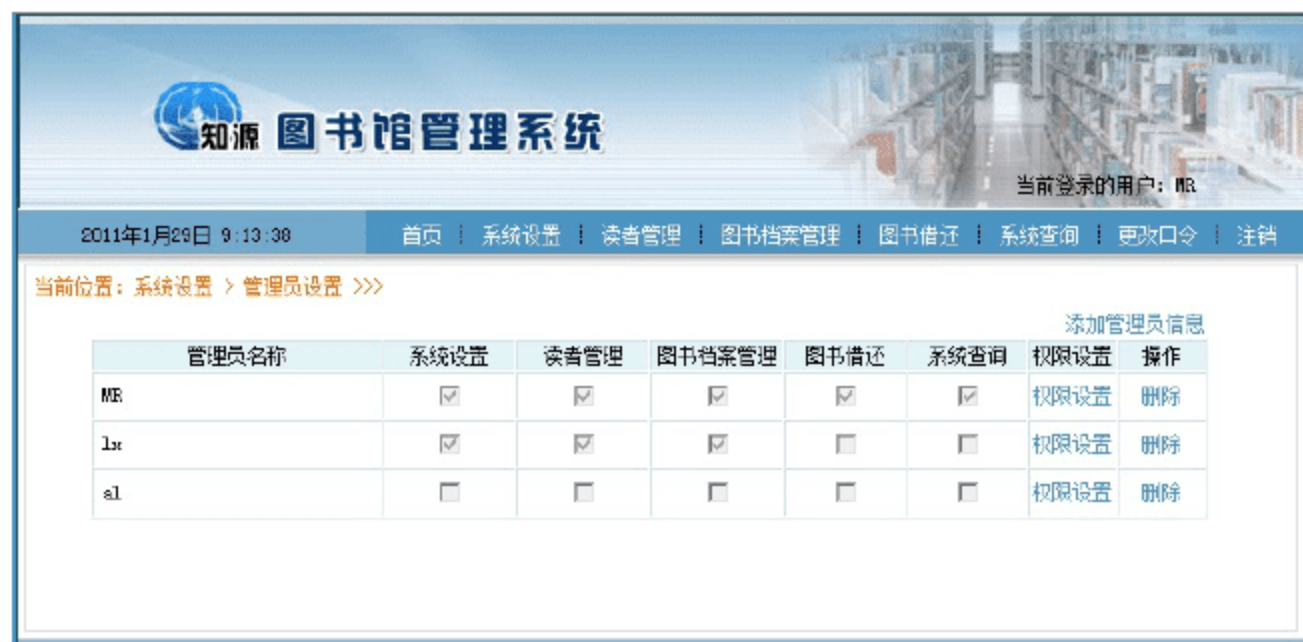 知源 图书馆管理系统
当前登录的用户：MR
2011年1月29日 9:13:38 首页 系统设置 读者管理 图书档案管理 图书借还 系统查询 更改口令 注销
当前位置：系统设置 > 管理员设置 >>>
添加管理员信息
管理员名称 系统设置 读者管理 图书档案管理 图书借还 系统查询 权限设置 操作
MR 权限设置 删除
lx 权限设置 删除
al 权限设置 删除